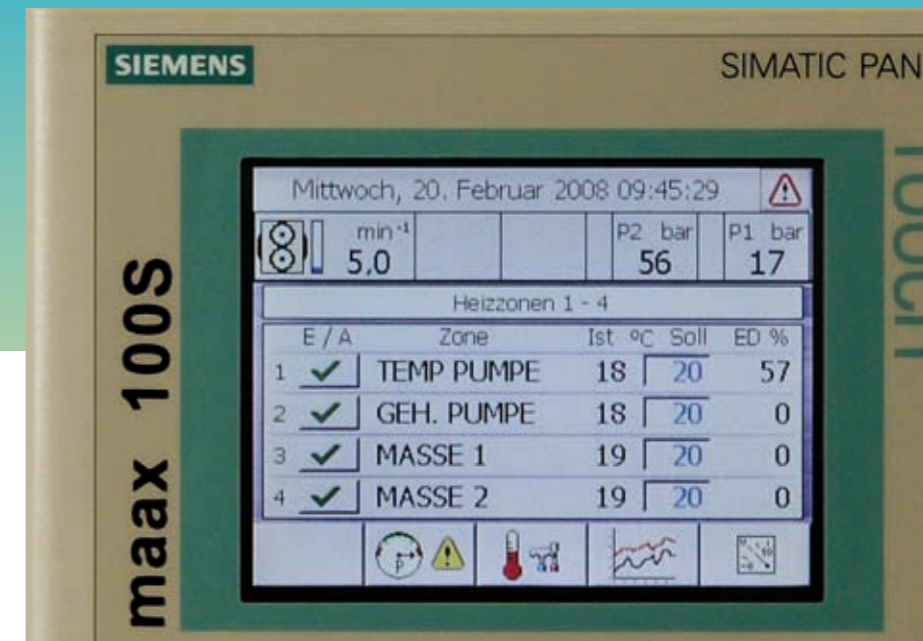 SIEMENS
SIMATIC PAN
TOUCH
maax 100S
Mittwoch, 20. Februar 2008 09:45:29
min⁻¹ P2 bar P1 bar
5,0 56 17
Heizzonen 1 - 4
E / A Zone Ist °C Soll ED %
1 TEMP PUMPE 18 20 57
2 GEH. PUMPE 18 20 0
3 MASSE 1 19 20 0
4 MASSE 2 19 20 0
P